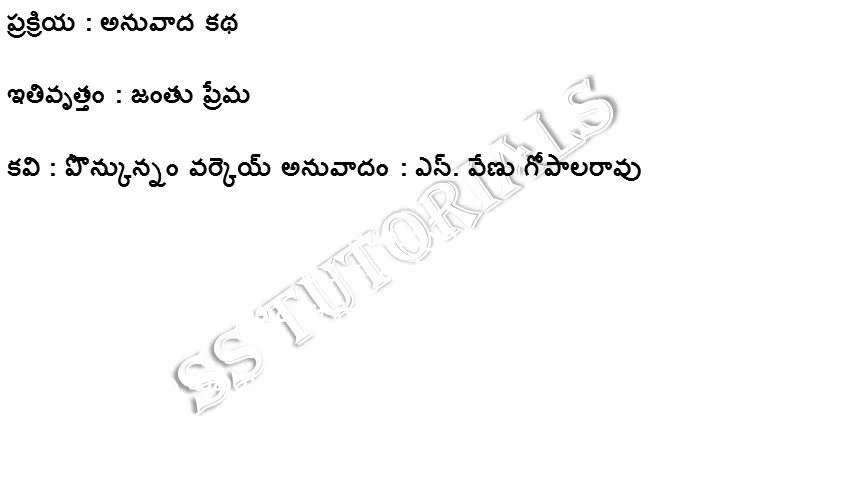 ప్రక్రియ : అనువాద కథ
ఇతివృత్తం : జంతు ప్రేమ
కవి : పొన్కున్నం వర్కెయ్ అనువాదం : ఎస్. వేణు గోపాలరావు
SS TUTORIALS